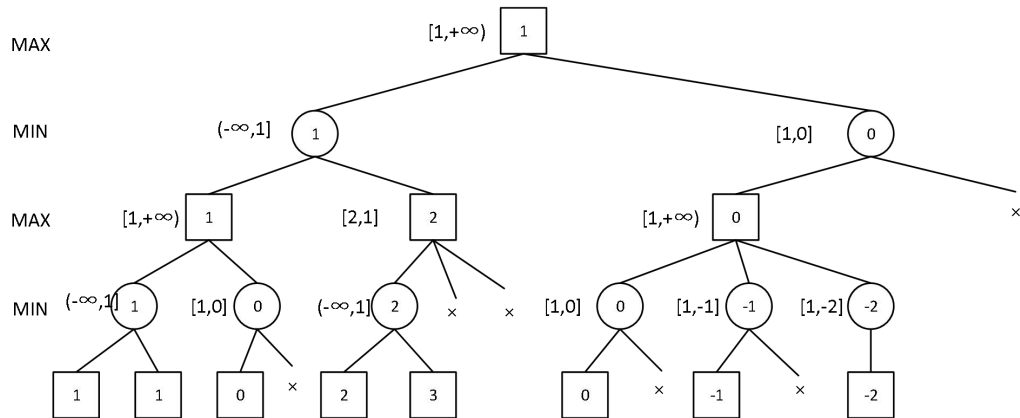 MAX [1,+∞) 1
MIN (-∞,1] 1 [1,0] 0
MAX [1,+∞) 1 [2,1] 2 [1,+∞) 0 ×
MIN (-∞,1] 1 [1,0] 0 (-∞,1] 2 × × [1,0] 0 [1,-1] -1 [1,-2] -2
1 1 0 × 2 3 0 × -1 × -2